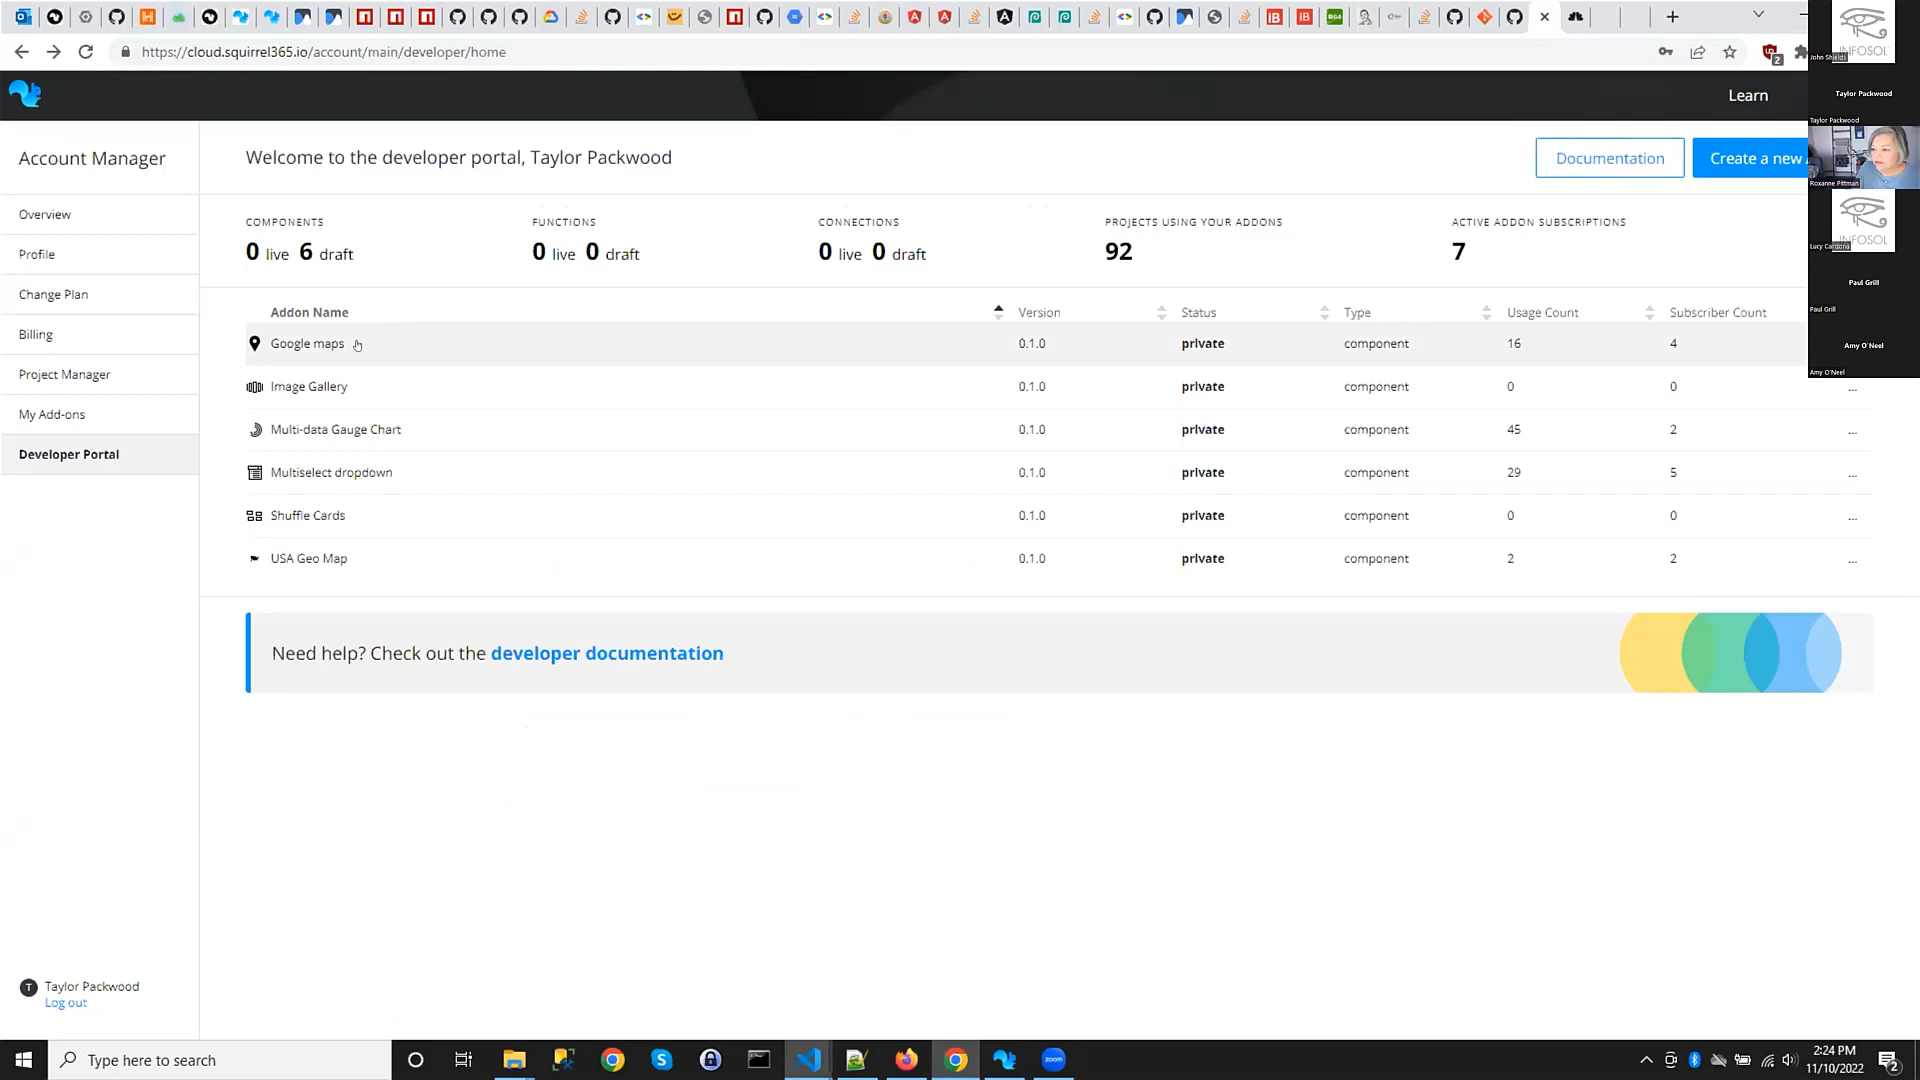 https://cloud.squirrel365.io/account/main/developer/home
2
INFOSOL
John Shields
Learn
Taylor Packwood
Taylor Packwood
Account Manager
Welcome to the developer portal, Taylor Packwood
Documentation
Create a new
Roxanne Pittman
Overview
Profile
Change Plan
Billing
Project Manager
My Add-ons
Developer Portal
COMPONENTS
FUNCTIONS
CONNECTIONS
PROJECTS USING YOUR ADDONS
ACTIVE ADDON SUBSCRIPTIONS
0 live 6 draft
0 live 0 draft
0 live 0 draft
92
7
INFOSOL
Lucy Cardona
Paul Grill
Paul Grill
Amy O'Neel
Amy O'Neel
Addon Name Version Status Type Usage Count Subscriber Count
Google maps 0.1.0 private component 16 4
Image Gallery 0.1.0 private component 0 0 ...
Multi-data Gauge Chart 0.1.0 private component 45 2 ...
Multiselect dropdown 0.1.0 private component 29 5 ...
Shuffle Cards 0.1.0 private component 0 0 ...
USA Geo Map 0.1.0 private component 2 2 ...
Need help? Check out the developer documentation
T
Taylor Packwood
Log out
Type here to search
zoom
2:24 PM
11/10/2022
2